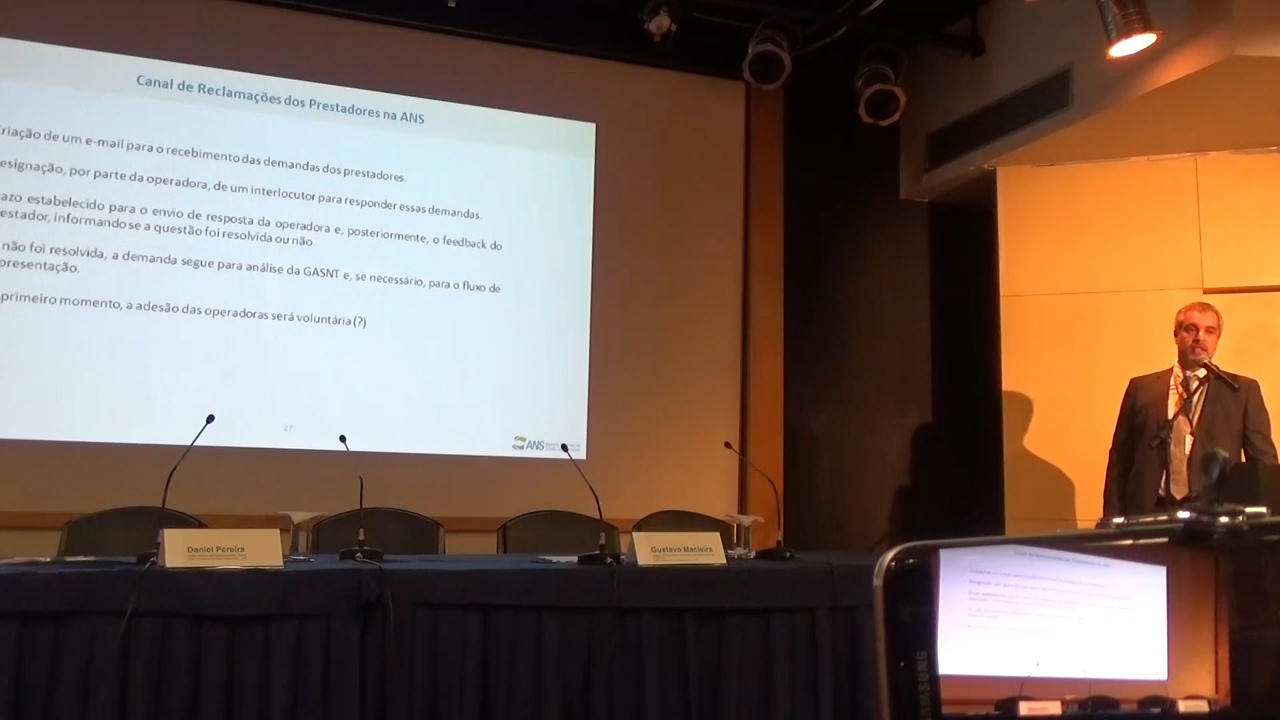 Canal de Reclamações dos Prestadores na ANS
riação de um e-mail para o recebimento das demandas dos prestadores.
esignação, por parte da operadora, de um interlocutor para responder essas demandas.
azo estabelecido para o envio de resposta da operadora e, posteriormente, o feedback do
estador, informando se a questão foi resolvida ou não.
não foi resolvida, a demanda segue para análise da GASNT e, se necessário, para o fluxo de
presentação.
primeiro momento, a adesão das operadoras será voluntária (?)
27
ANS
Daniel Pereira
Gustavo Macieira
SAMSUNG